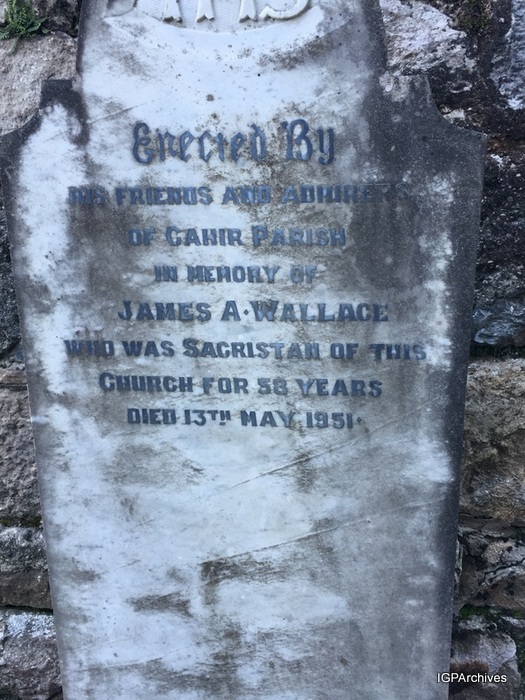 IHS
Erected By
HIS FRIENDS AND ADMIRERS
OF CAHIR PARISH
IN MEMORY OF
JAMES A. WALLACE
WHO WAS SACRISTAN OF THIS
CHURCH FOR 58 YEARS
DIED 13TH MAY 1951.
IGPArchives